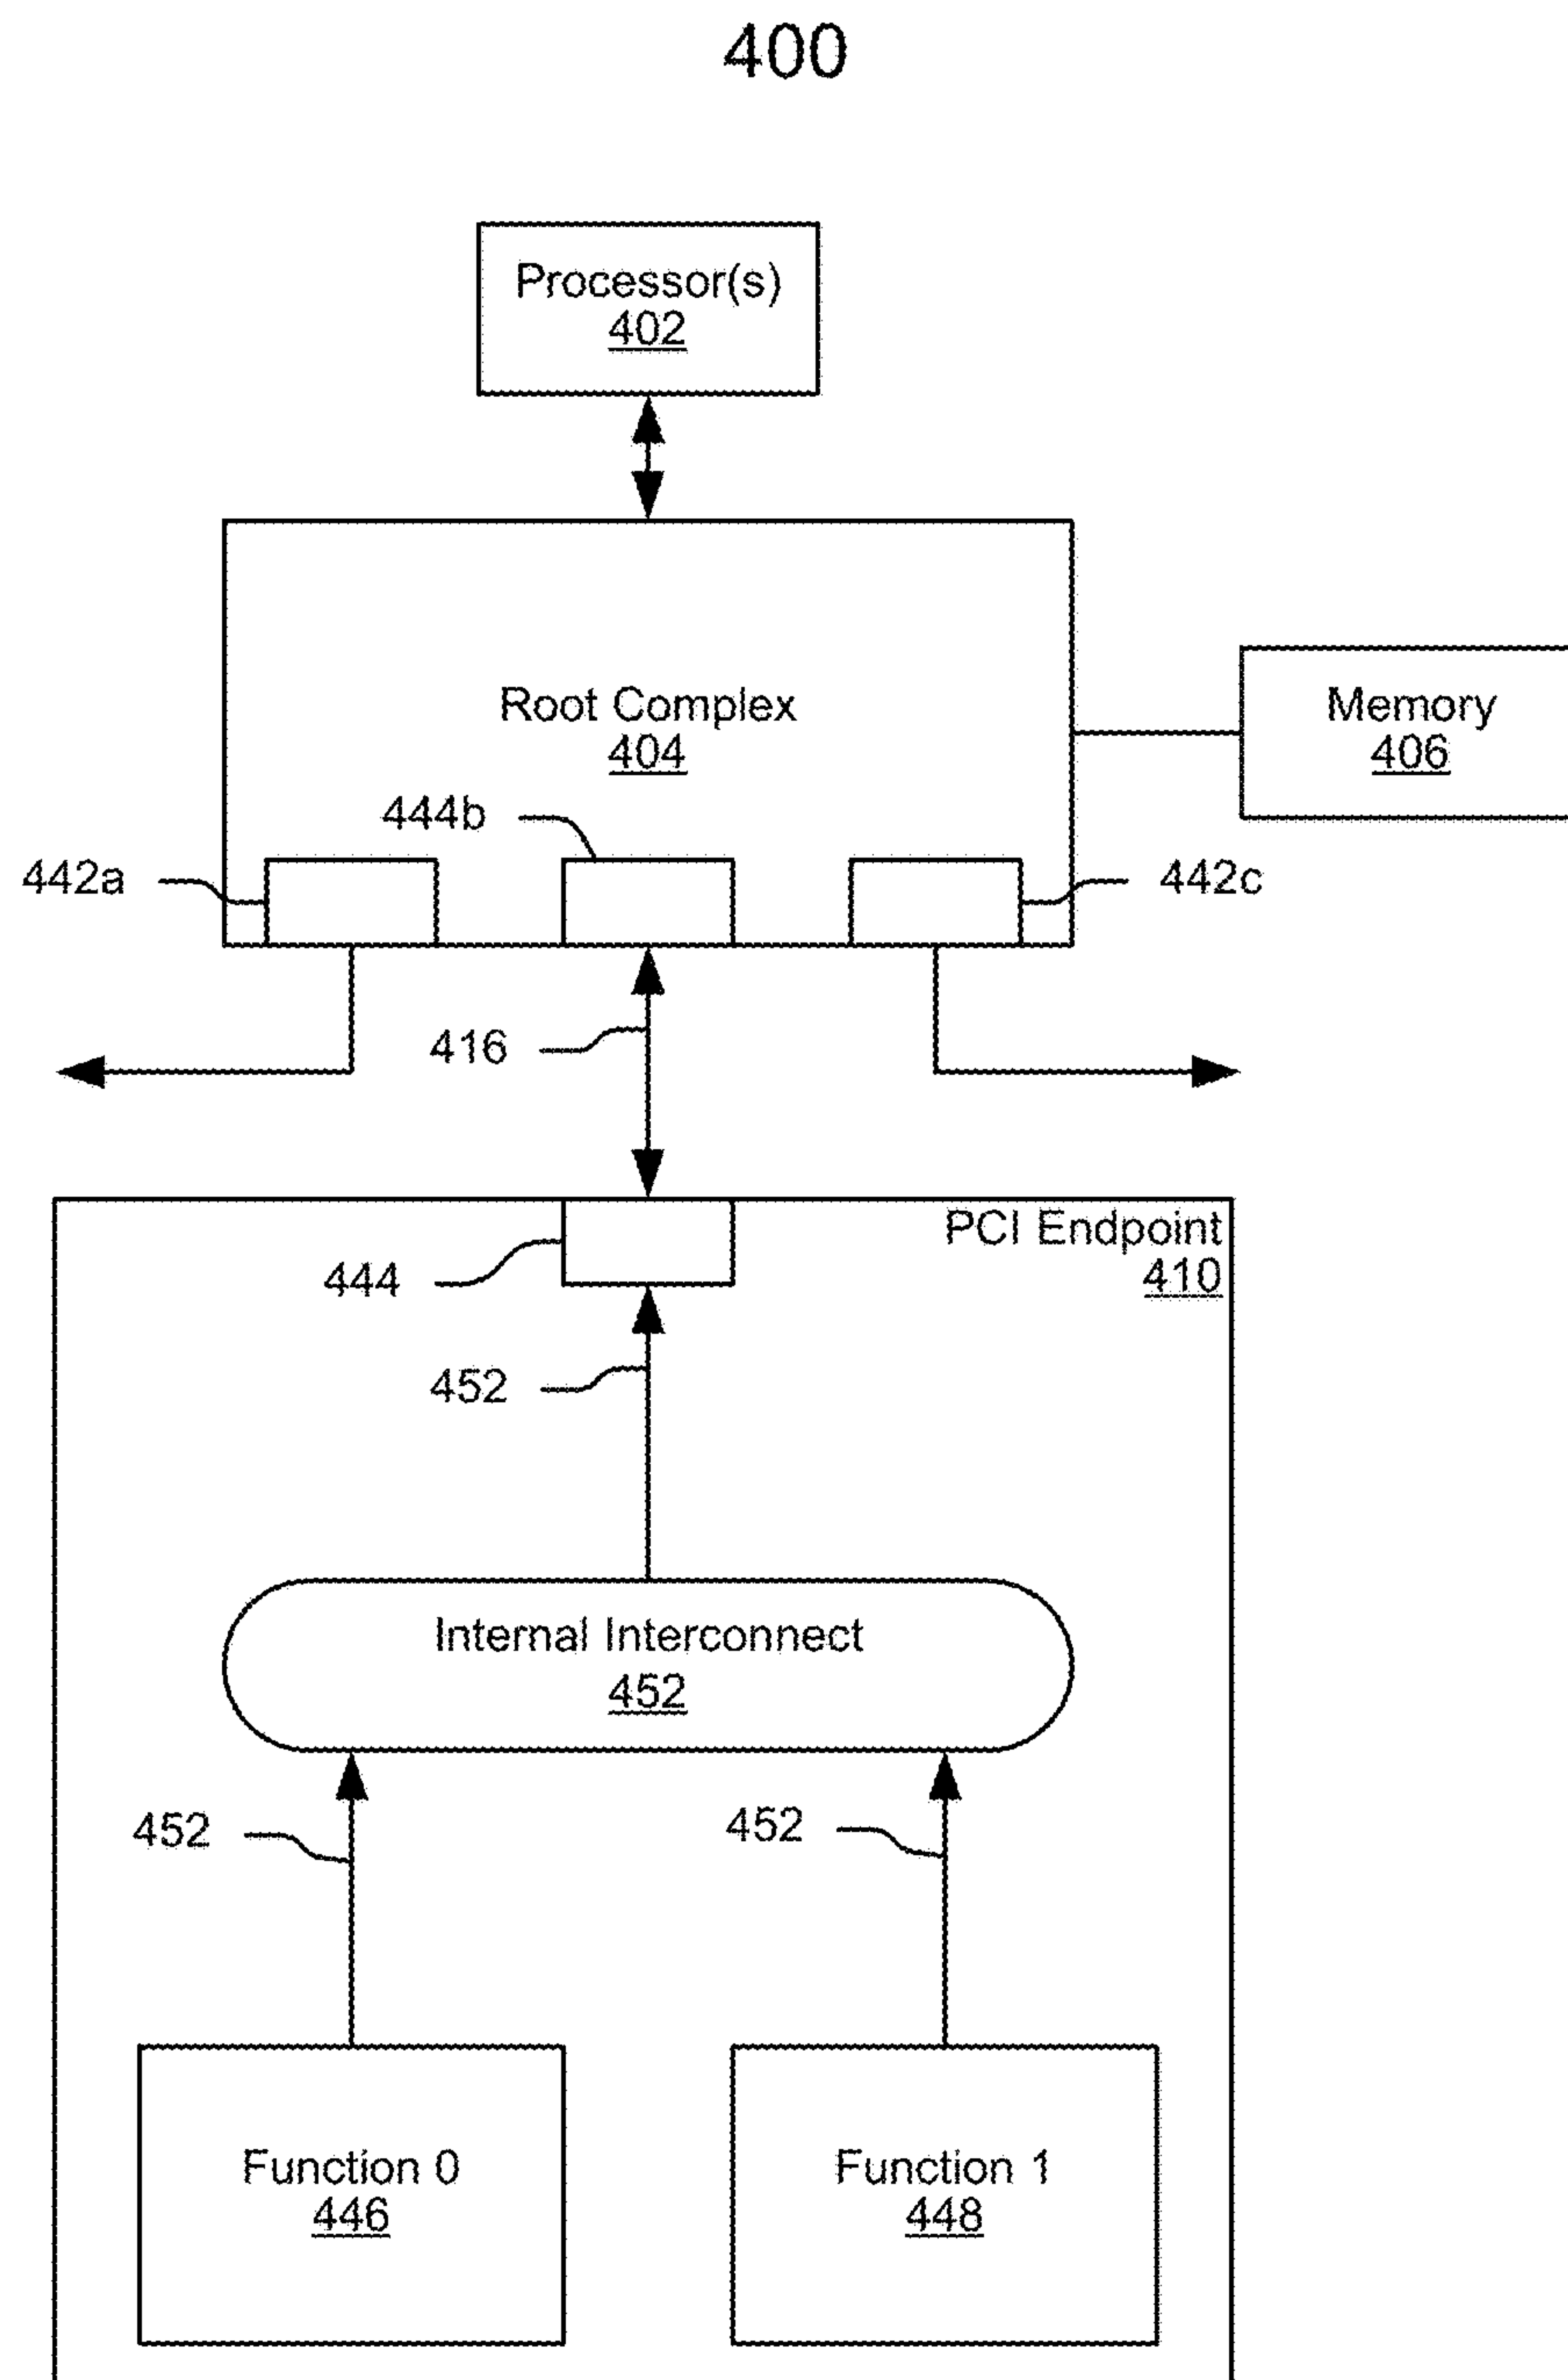 400
Processor(s)
402
Root Complex
404
Memory
406
444b
442a
442c
416
PCI Endpoint
410
444
452
Internal Interconnect
452
452
452
Function 0
446
Function 1
448